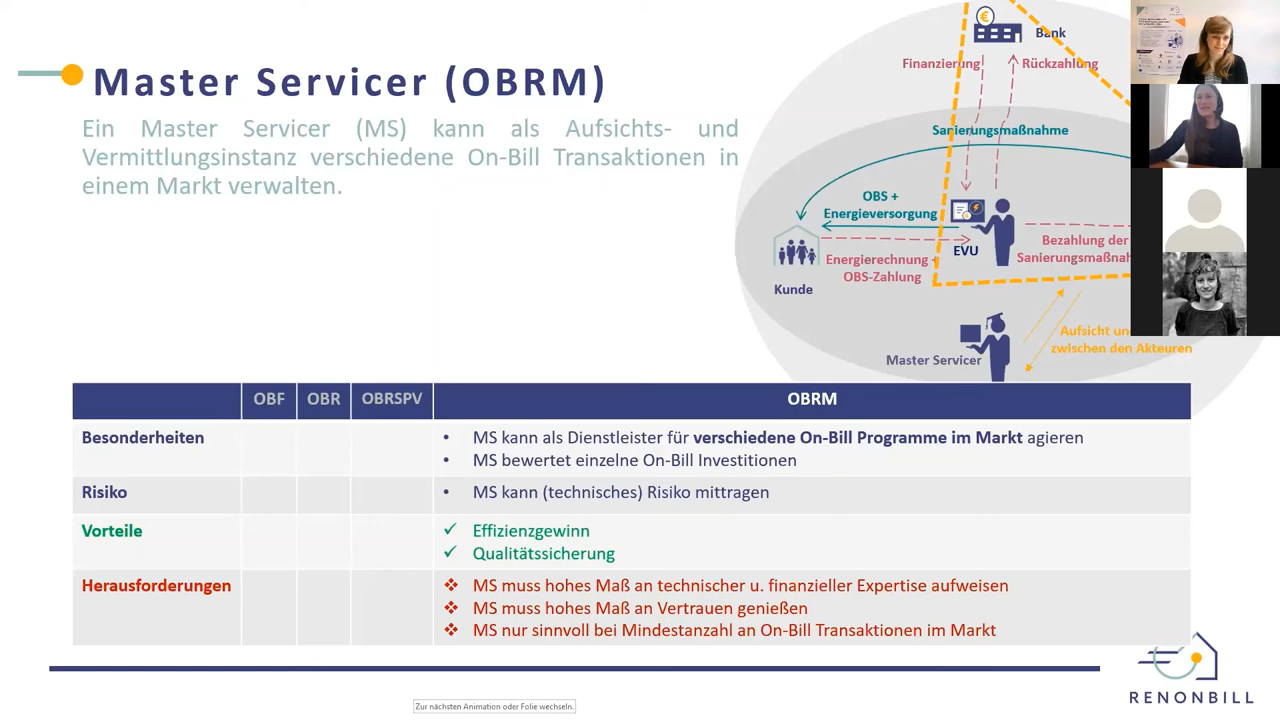 Master Servicer (OBRM)
Ein Master Servicer (MS) kann als Aufsichts- und
Vermittlungsinstanz verschiedene On-Bill Transaktionen in
einem Markt verwalten.
Bank
Finanzierung
Rückzahlung
Sanierungsmaßnahme
OBS +
Energieversorgung
EVU
Bezahlung der
Energierechnung +
OBS-Zahlung
Kunde
Aufsicht
zwischen den Akteuren
Master Servicer
OBF OBR OBRSPV OBRM
Besonderheiten
• MS kann als Dienstleister für verschiedene On-Bill Programme im Markt agieren
• MS bewertet einzelne On-Bill Investitionen
Risiko
• MS kann (technisches) Risiko mittragen
Vorteile
✓ Effizienzgewinn
✓ Qualitätssicherung
Herausforderungen
❖ MS muss hohes Maß an technischer u. finanzieller Expertise aufweisen
❖ MS muss hohes Maß an Vertrauen genießen
❖ MS nur sinnvoll bei Mindestanzahl an On-Bill Transaktionen im Markt
RENONBILL
Zur nächsten Animation oder Folie wechseln.